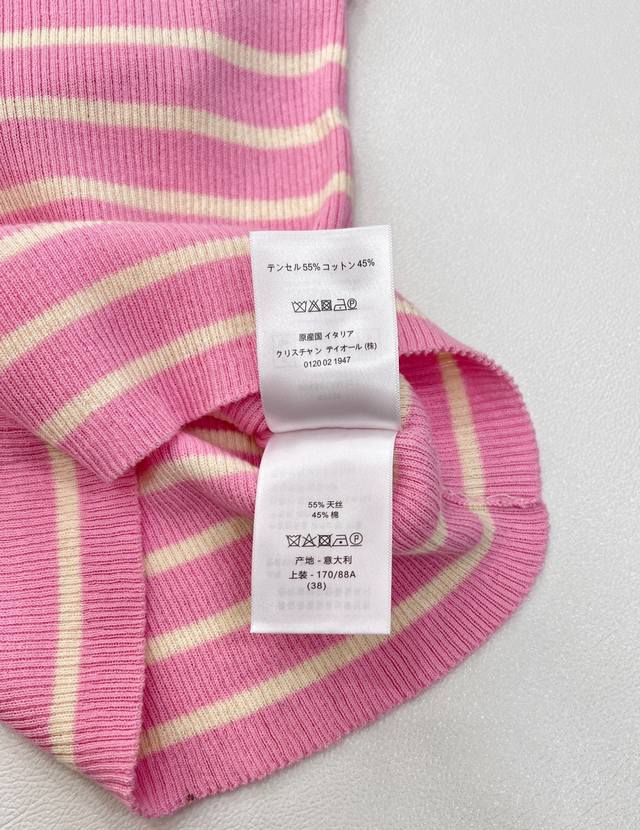 テンセル55%コットン45%
原産国 イタリア
クリスチャン ディオール (株)
0120 02 1947
55% 天丝
45% 棉
产地 - 意大利
上装 - 170/88A
(38)